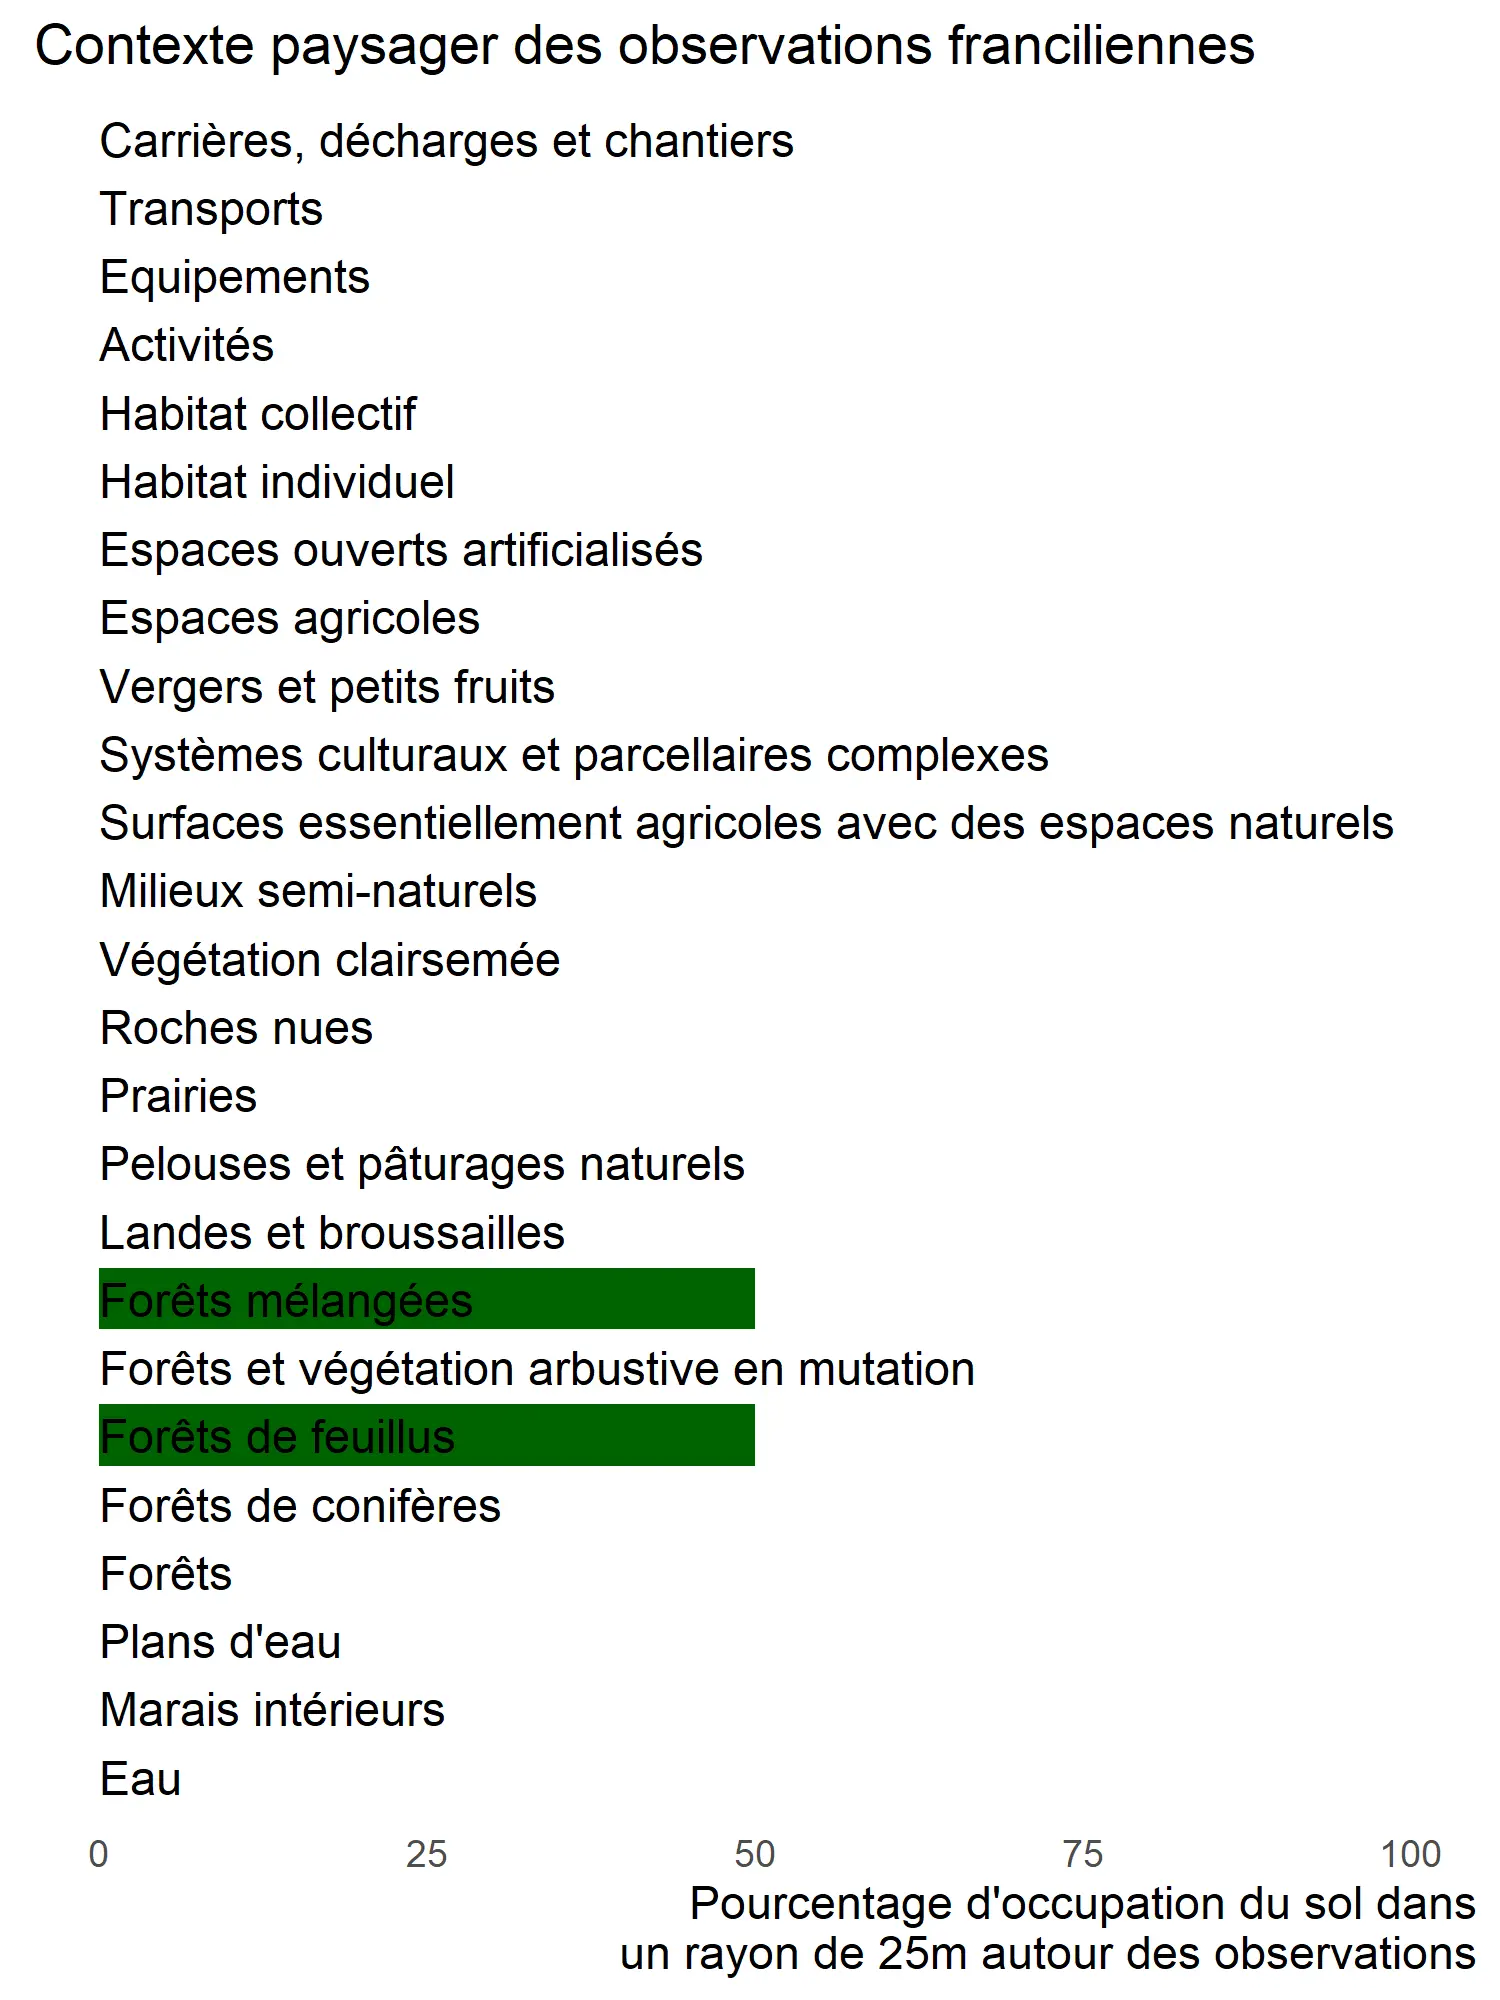 Contexte paysager des observations franciliennes
Carrières, décharges et chantiers
Transports
Equipements
Activités
Habitat collectif
Habitat individuel
Espaces ouverts artificialisés
Espaces agricoles
Vergers et petits fruits
Systèmes culturaux et parcellaires complexes
Surfaces essentiellement agricoles avec des espaces naturels
Milieux semi-naturels
Végétation clairsemée
Roches nues
Prairies
Pelouses et pâturages naturels
Landes et broussailles
Forêts mélangées
Forêts et végétation arbustive en mutation
Forêts de feuillus
Forêts de conifères
Forêts
Plans d'eau
Marais intérieurs
Eau
0 25 50 75 100
Pourcentage d'occupation du sol dans
un rayon de 25m autour des observations